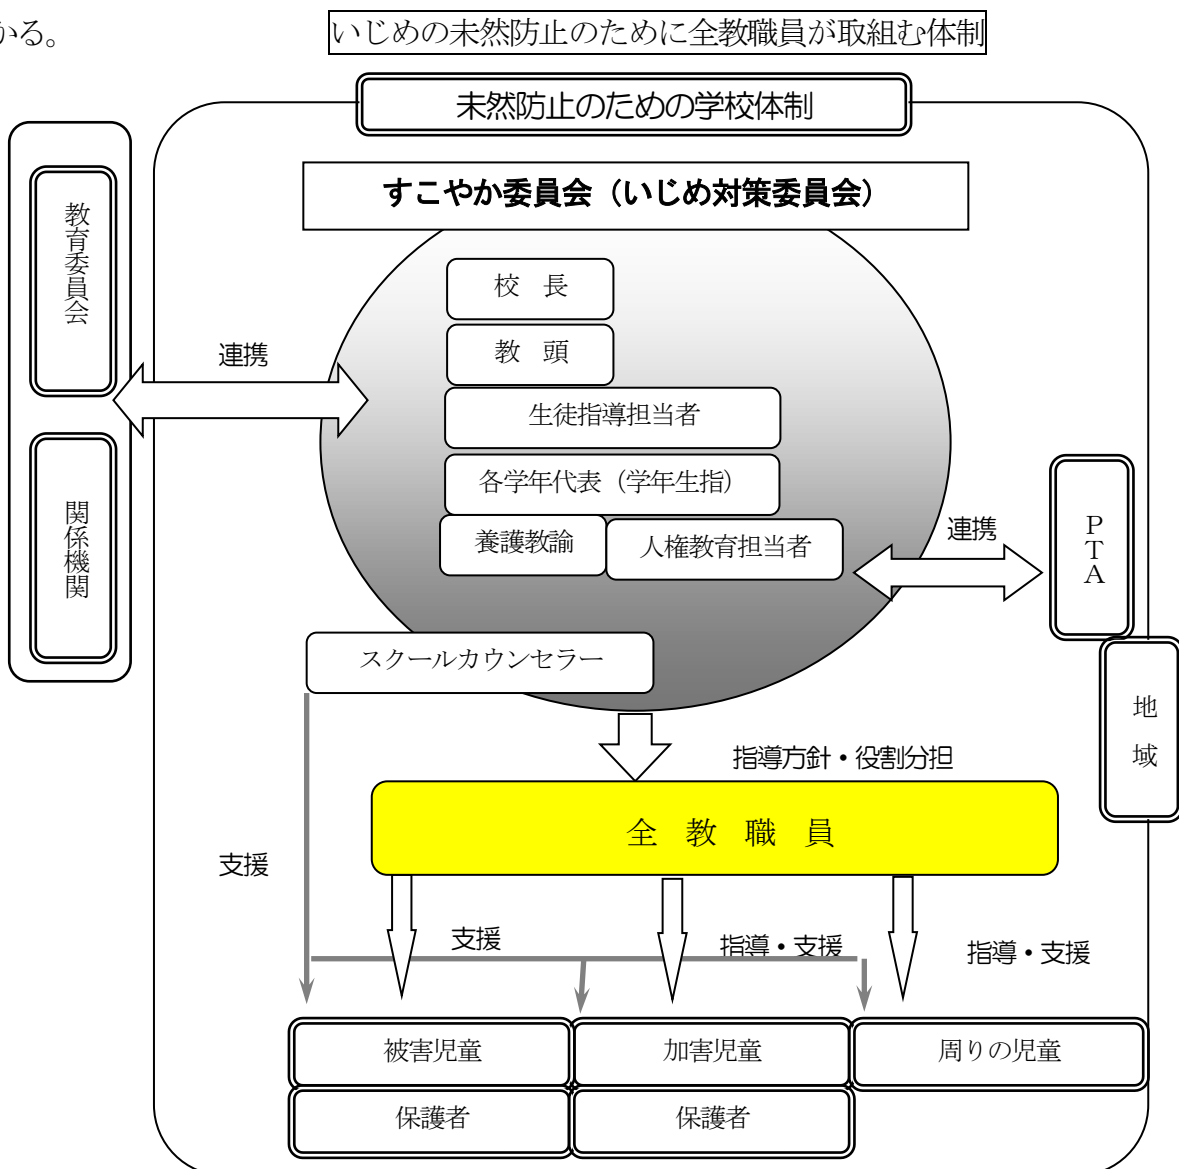 かる。
いじめの未然防止のために全教職員が取組む体制
未然防止のための学校体制
すこやか委員会（いじめ対策委員会）
教育委員会
関係機関
連携
校　長
教　頭
生徒指導担当者
各学年代表（学年生指）
養護教諭
人権教育担当者
スクールカウンセラー
連携
ＰＴＡ
地　域
指導方針・役割分担
全　教　職　員
支援
支援
指導・支援
指導・支援
被害児童
加害児童
周りの児童
保護者
保護者